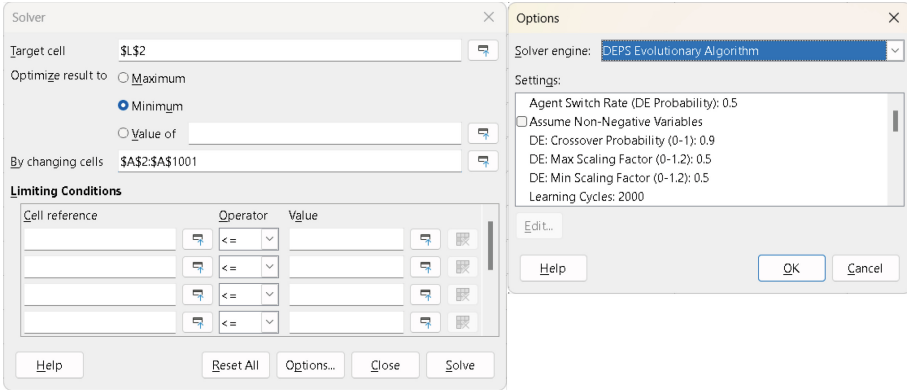 Solver
Target cell $L$2
Optimize result to Maximum
Minimum
Value of
By changing cells $A$2:$A$1001
Limiting Conditions
Cell reference Operator Value
<=
<=
<=
<=
Help Reset All Options... Close Solve
Options
Solver engine: DEPS Evolutionary Algorithm
Settings:
Agent Switch Rate (DE Probability): 0.5
Assume Non-Negative Variables
DE: Crossover Probability (0-1): 0.9
DE: Max Scaling Factor (0-1.2): 0.5
DE: Min Scaling Factor (0-1.2): 0.5
Learning Cycles: 2000
Edit...
Help OK Cancel